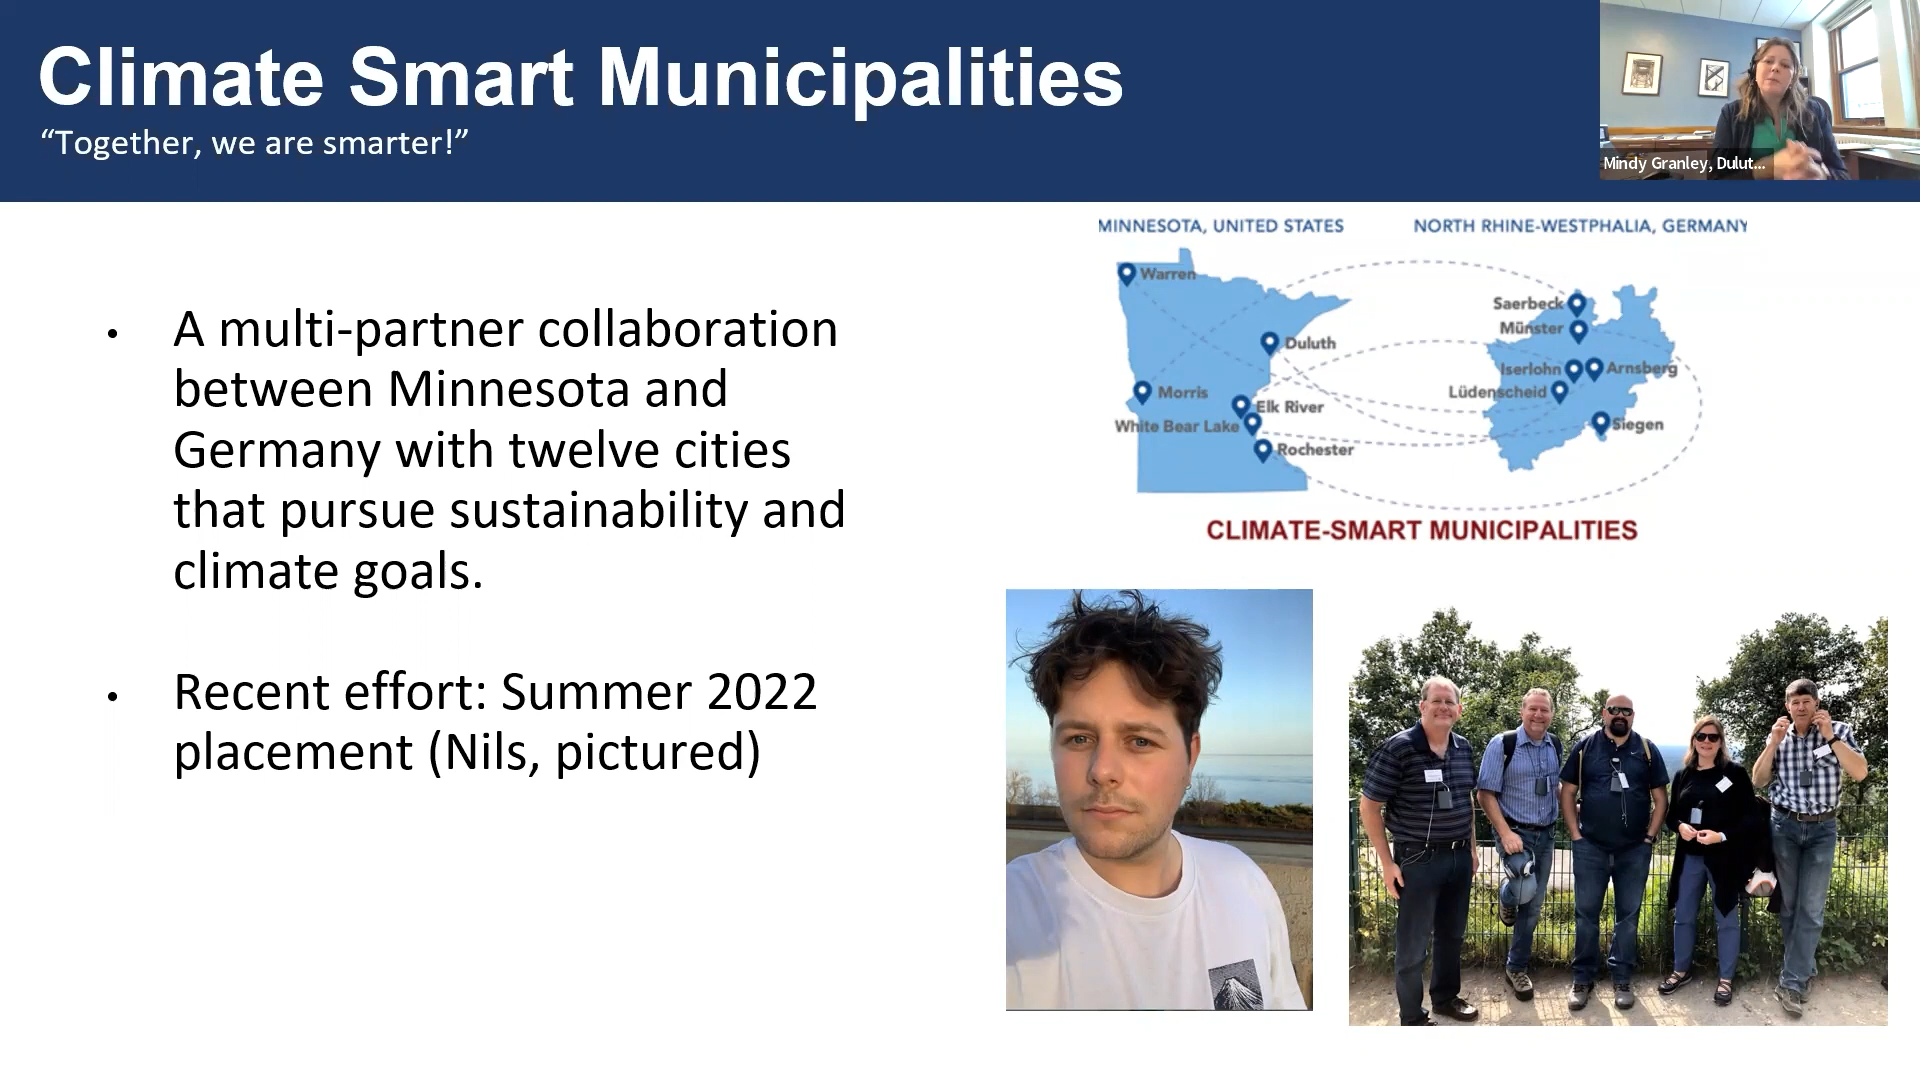 Climate Smart Municipalities
“Together, we are smarter!”
Mindy Granley, Dulut...
• A multi-partner collaboration
between Minnesota and
Germany with twelve cities
that pursue sustainability and
climate goals.
• Recent effort: Summer 2022
placement (Nils, pictured)
MINNESOTA, UNITED STATES
NORTH RHINE-WESTPHALIA, GERMANY
Warren
Duluth
Morris
Elk River
White Bear Lake
Rochester
Saerbeck
Münster
Iserlohn
Arnsberg
Lüdenscheid
Siegen
CLIMATE-SMART MUNICIPALITIES